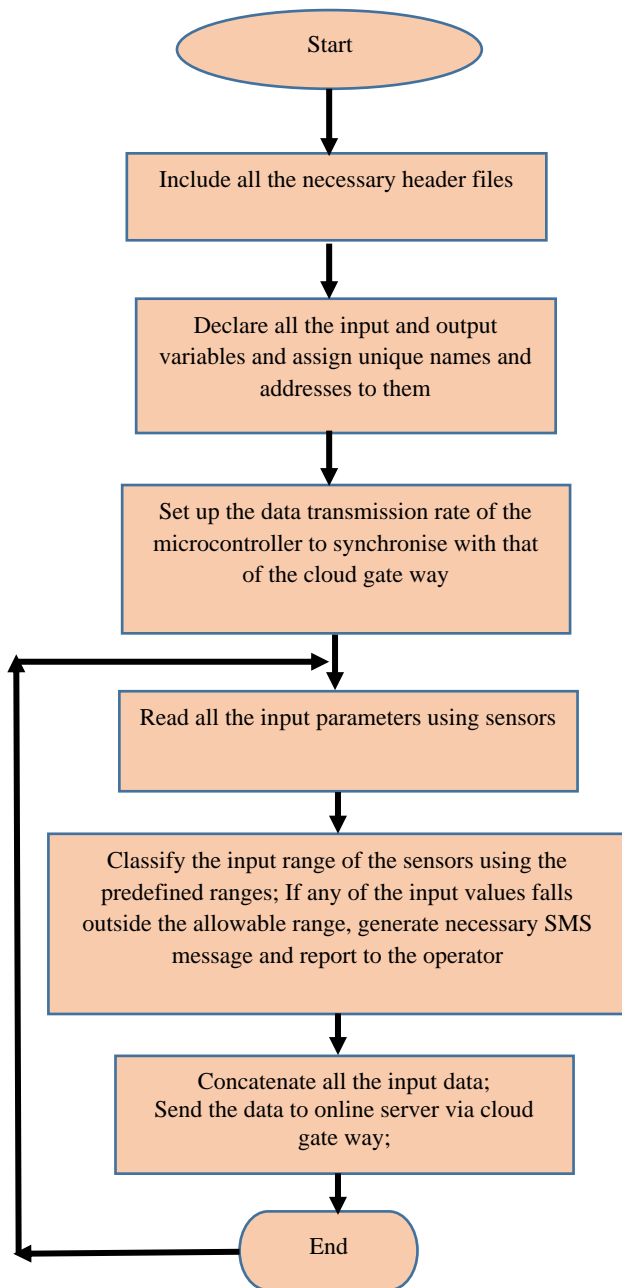 Start
Include all the necessary header files
Declare all the input and output
variables and assign unique names and
addresses to them
Set up the data transmission rate of the
microcontroller to synchronise with that
of the cloud gate way
Read all the input parameters using sensors
Classify the input range of the sensors using the
predefined ranges; If any of the input values falls
outside the allowable range, generate necessary SMS
message and report to the operator
Concatenate all the input data;
Send the data to online server via cloud
gate way;
End